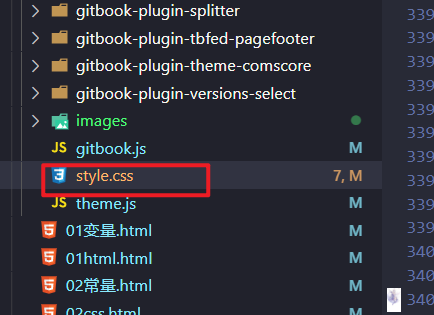 gitbook-plugin-splitter
gitbook-plugin-tbfed-pagefooter
gitbook-plugin-theme-comscore
gitbook-plugin-versions-select
images
JS gitbook.js M
style.css 7, M
JS theme.js M
01变量.html M
01html.html M
02常量.html M
02css.html M
339
339
339
339
339
339
339
339
339
340
340